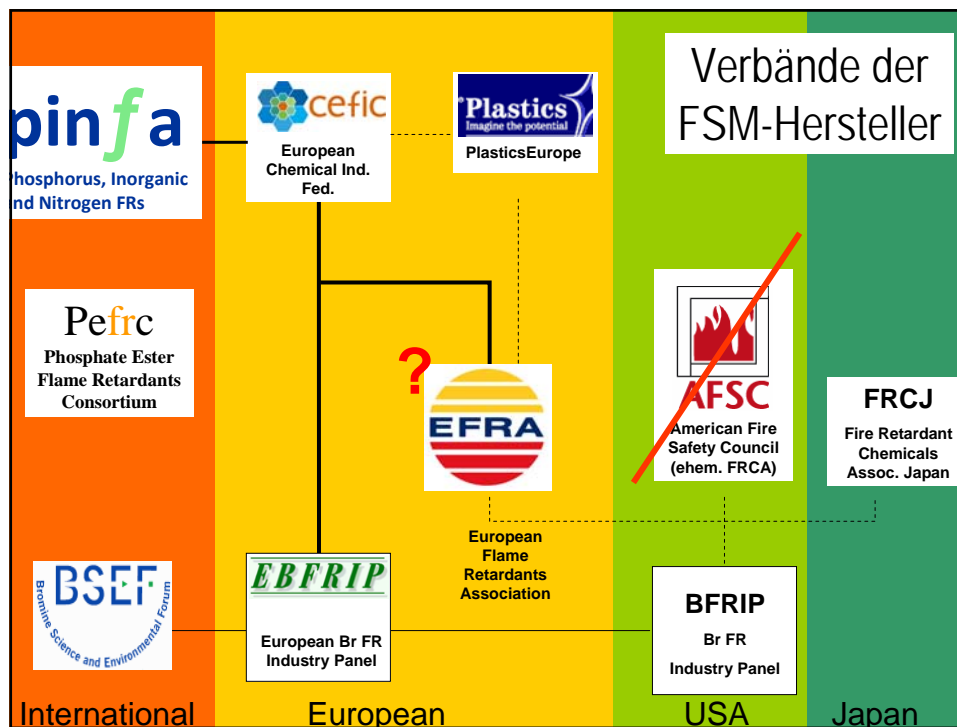 Verbände der
FSM-Hersteller
pinfa
Phosphorus, Inorganic
and Nitrogen FRs
cefic
European
Chemical Ind.
Fed.
Plastics
Imagine the potential
PlasticsEurope
Pefrc
Phosphate Ester
Flame Retardants
Consortium
?
EFRA
European
Flame
Retardants
Association
AFSC
American Fire
Safety Council
(ehem. FRCA)
FRCJ
Fire Retardant
Chemicals
Assoc. Japan
BSEF
Bromine Science and Environmental Forum
EBFRIP
European Br FR
Industry Panel
BFRIP
Br FR
Industry Panel
International
European
USA
Japan